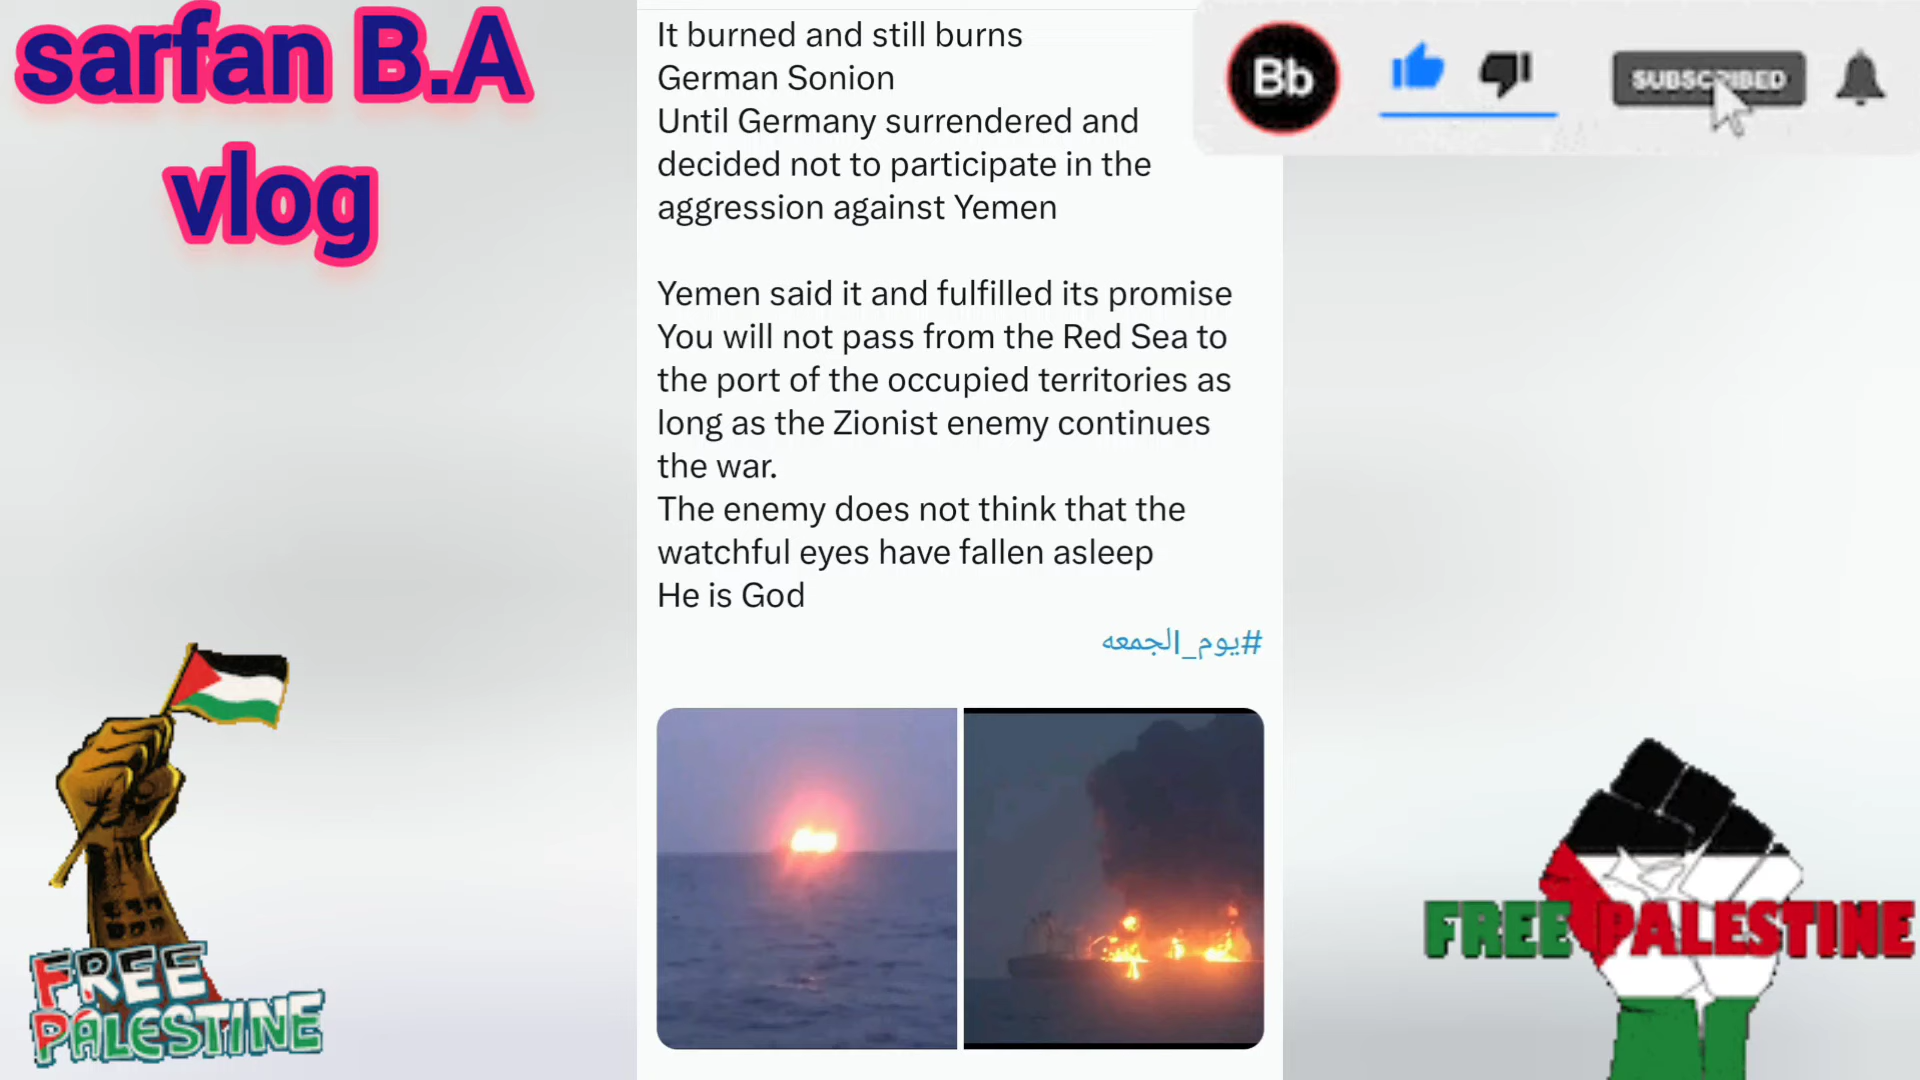 sarfan B.A
vlog
It burned and still burns
German Sonion
Until Germany surrendered and
decided not to participate in the
aggression against Yemen
Yemen said it and fulfilled its promise
You will not pass from the Red Sea to
the port of the occupied territories as
long as the Zionist enemy continues
the war.
The enemy does not think that the
watchful eyes have fallen asleep
He is God
#يوم_الجمعه
Bb
SUBSCRIBED
FREE
PALESTINE
FREE PALESTINE